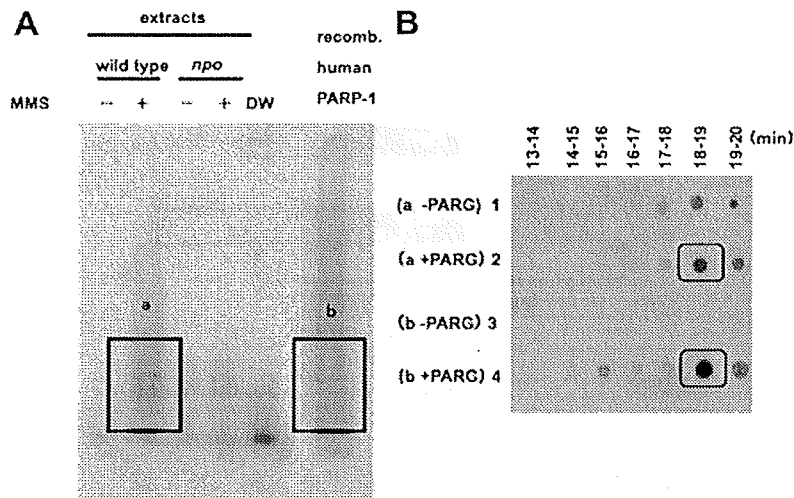 A
extracts
wild type npo
recomb.
human
PARP-1
MMS - + - + DW
a
b
B
13-14 14-15 15-16 16-17 17-18 18-19 19-20 (min)
(a -PARG) 1
(a +PARG) 2
(b -PARG) 3
(b +PARG) 4